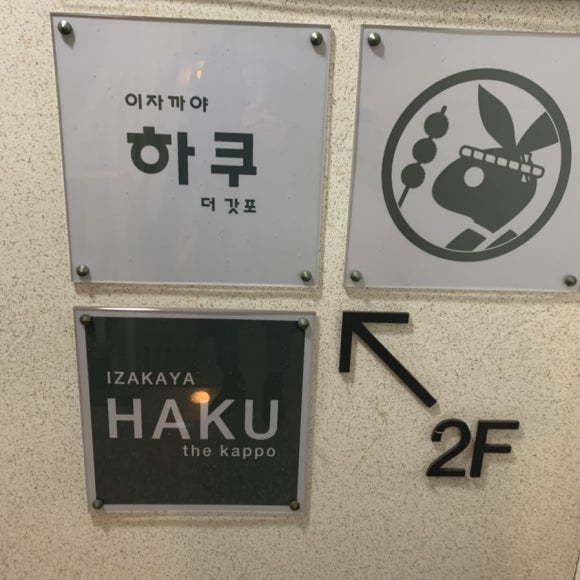 이자까야
하쿠
더 갓포
IZAKAYA
HAKU
the kappo
2F